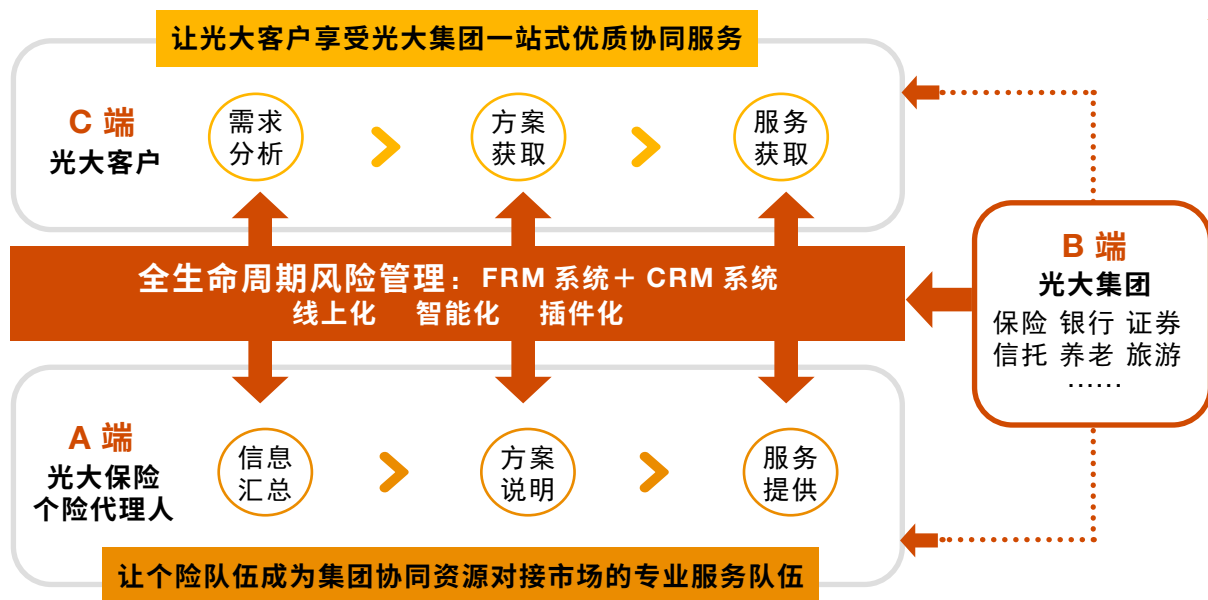 让光大客户享受光大集团一站式优质协同服务
C 端
光大客户
需求
分析
方案
获取
服务
获取
全生命周期风险管理：FRM 系统＋ CRM 系统
线上化 智能化 插件化
B 端
光大集团
保险 银行 证券
信托 养老 旅游
……
A 端
光大保险
个险代理人
信息
汇总
方案
说明
服务
提供
让个险队伍成为集团协同资源对接市场的专业服务队伍